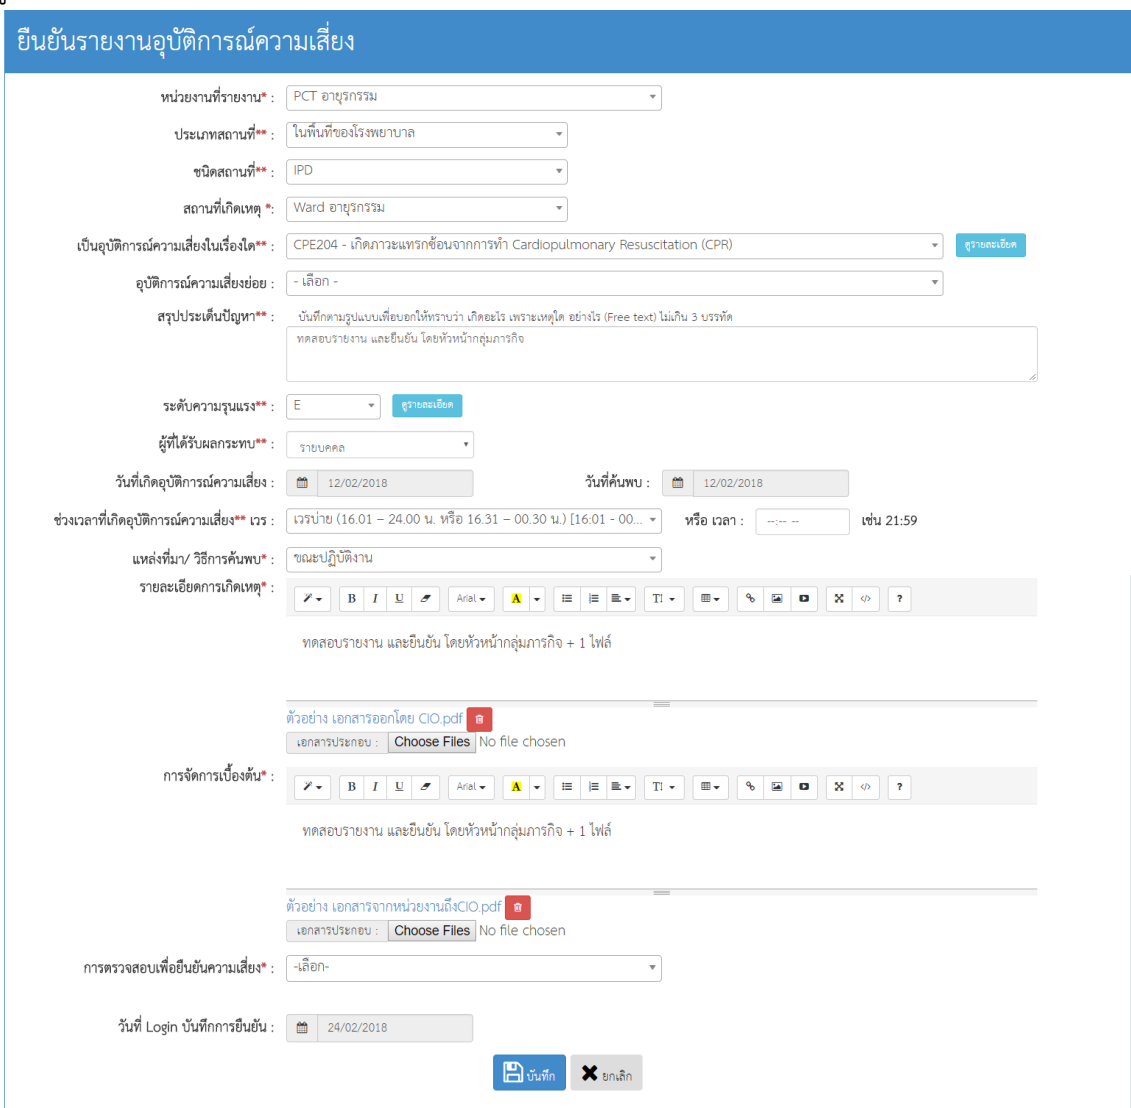 ยืนยันรายงานอุบัติการณ์ความเสี่ยง
หน่วยงานที่รายงาน* : PCT อายุรกรรม
ประเภทสถานที่** : ในพื้นที่ของโรงพยาบาล
ชนิดสถานที่** : IPD
สถานที่เกิดเหตุ *: Ward อายุรกรรม
เป็นอุบัติการณ์ความเสี่ยงในเรื่องใด** : CPE204 - เกิดภาวะแทรกซ้อนจากการทำ Cardiopulmonary Resuscitation (CPR) ดูรายละเอียด
อุบัติการณ์ความเสี่ยงย่อย : - เลือก -
สรุปประเด็นปัญหา** : บันทึกตามรูปแบบเพื่อบอกให้ทราบว่า เกิดอะไร เพราะเหตุใด อย่างไร (Free text) ไม่เกิน 3 บรรทัด
ทดสอบรายงาน และยืนยัน โดยหัวหน้ากลุ่มภารกิจ
ระดับความรุนแรง** : E ดูรายละเอียด
ผู้ที่ได้รับผลกระทบ** : รายบุคคล
วันที่เกิดอุบัติการณ์ความเสี่ยง : 12/02/2018 วันที่ค้นพบ : 12/02/2018
ช่วงเวลาที่เกิดอุบัติการณ์ความเสี่ยง** เวร : เวรบ่าย (16.01 – 24.00 น. หรือ 16.31 – 00.30 น.) [16:01 - 00... หรือ เวลา : --:-- -- เช่น 21:59
แหล่งที่มา/ วิธีการค้นพบ* : ขณะปฏิบัติงาน
รายละเอียดการเกิดเหตุ* :
B I U Arial A TI ?
ทดสอบรายงาน และยืนยัน โดยหัวหน้ากลุ่มภารกิจ + 1 ไฟล์
ตัวอย่าง เอกสารออกโดย CIO.pdf
เอกสารประกอบ : Choose Files No file chosen
การจัดการเบื้องต้น* :
B I U Arial A TI ?
ทดสอบรายงาน และยืนยัน โดยหัวหน้ากลุ่มภารกิจ + 1 ไฟล์
ตัวอย่าง เอกสารจากหน่วยงานถึงCIO.pdf
เอกสารประกอบ : Choose Files No file chosen
การตรวจสอบเพื่อยืนยันความเสี่ยง* : -เลือก-
วันที่ Login บันทึกการยืนยัน : 24/02/2018
บันทึก ยกเลิก